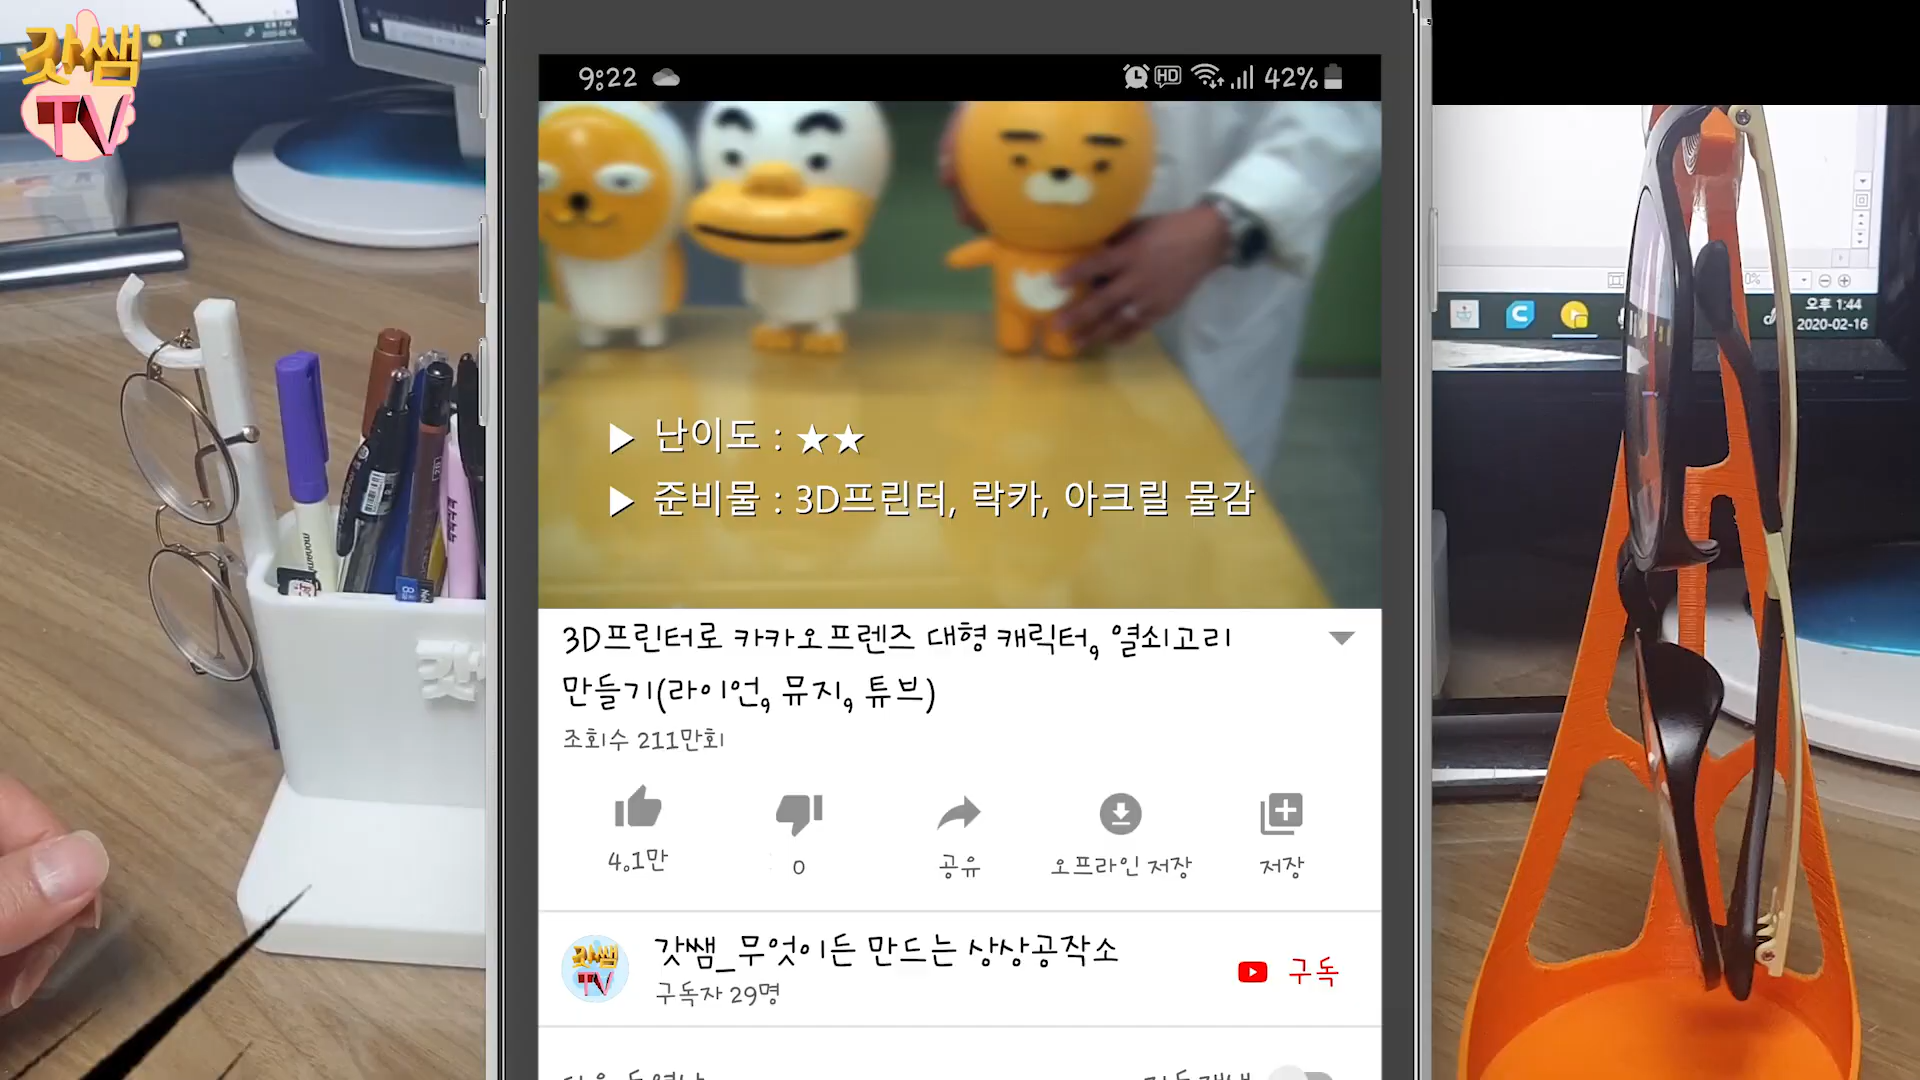 갓쌤
TV
9:22
HD
42%
▶ 난이도 : ★★
▶ 준비물 : 3D프린터, 락카, 아크릴 물감
3D프린터로 카카오프렌즈 대형 캐릭터, 열쇠고리
만들기(라이언, 뮤지, 튜브)
조회수 211만회
4.1만
0
공유
오프라인 저장
저장
갓쌤
TV
갓쌤_무엇이든 만드는 상상공작소
구독자 29명
구독
오후 1:44
2020-02-16